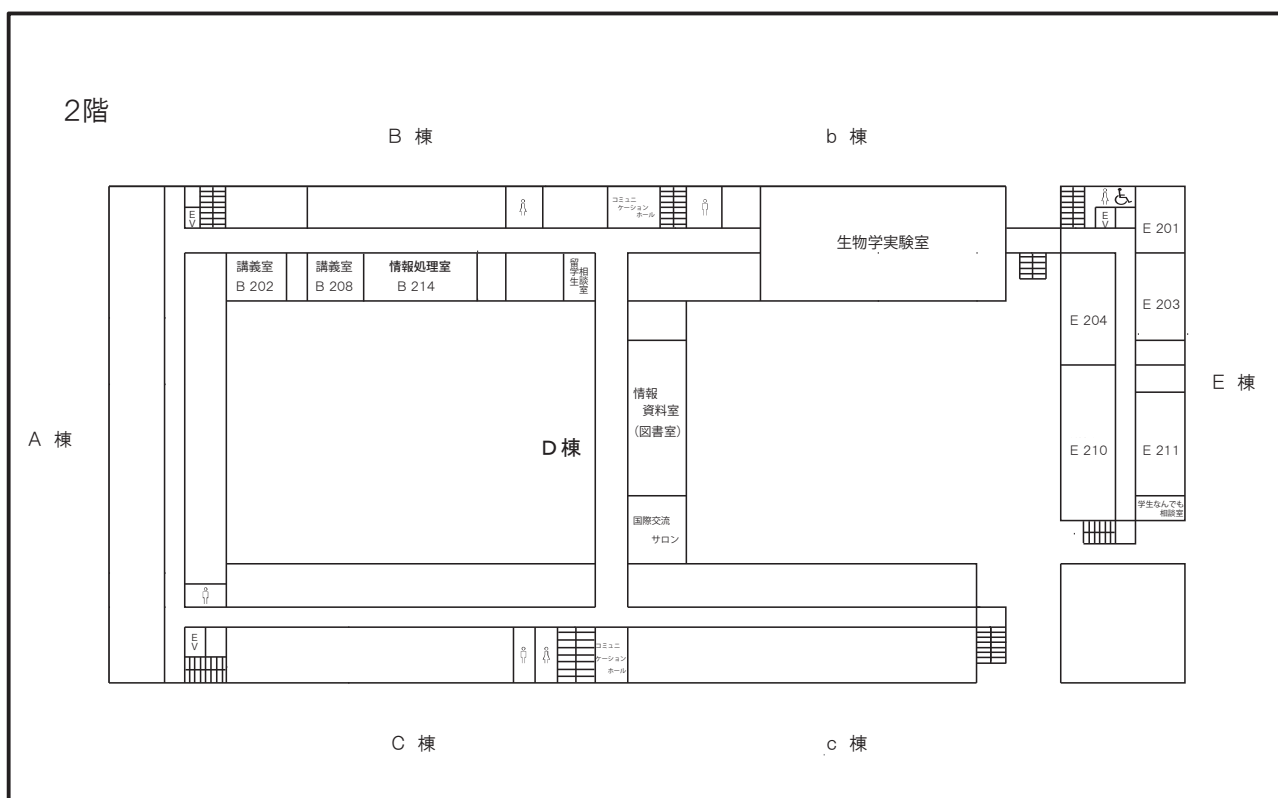 2階
B 棟
b 棟
EV
コミュニ
ケーション
ホール
EV
E 201
生物学実験室
講義室
B 202
講義室
B 208
情報処理室
B 214
留学生
相談室
E 203
E 204
E 棟
情報
資料室
(図書室)
A 棟
D棟
E 210
E 211
学生なんでも
相談室
国際交流
サロン
EV
コミュニ
ケーション
ホール
C 棟
c 棟